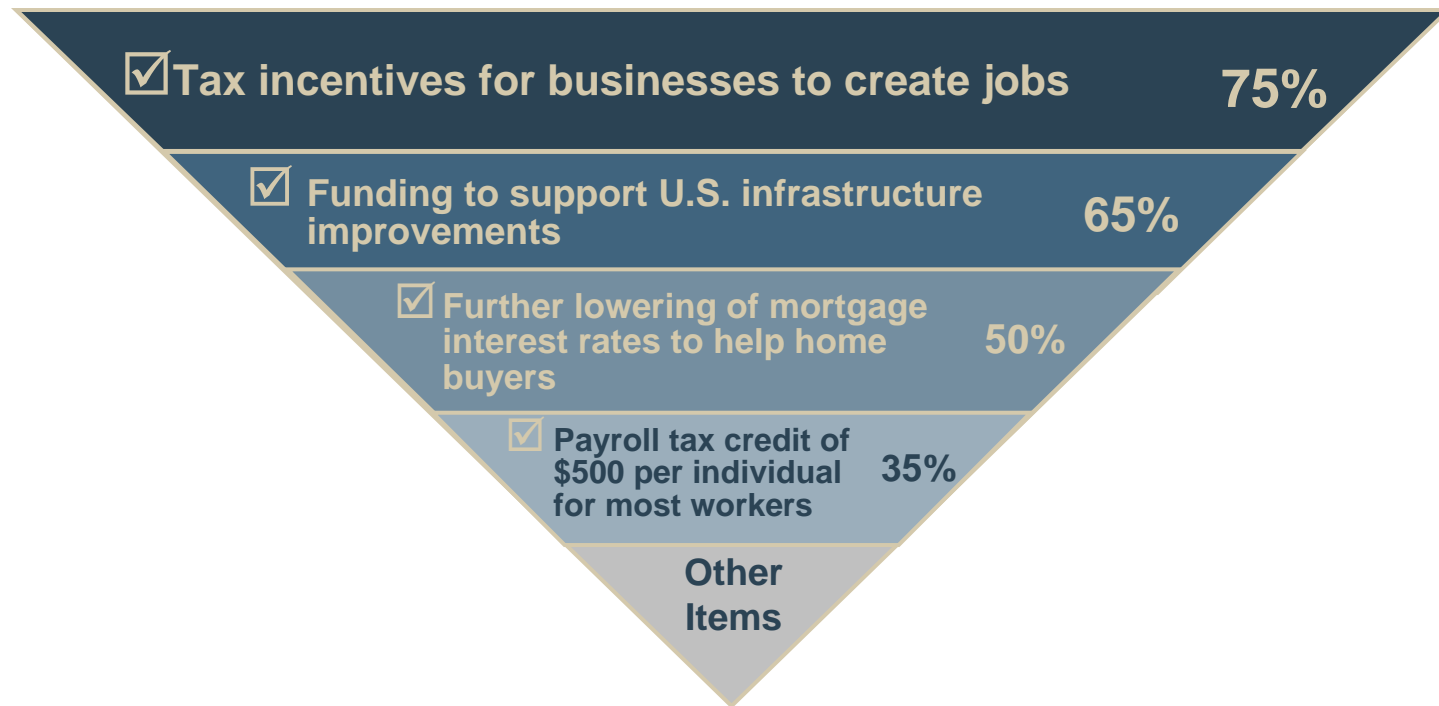 Tax incentives for businesses to create jobs 75%
Funding to support U.S. infrastructure
improvements 65%
Further lowering of mortgage
interest rates to help home
buyers 50%
Payroll tax credit of
$500 per individual
for most workers 35%
Other
Items